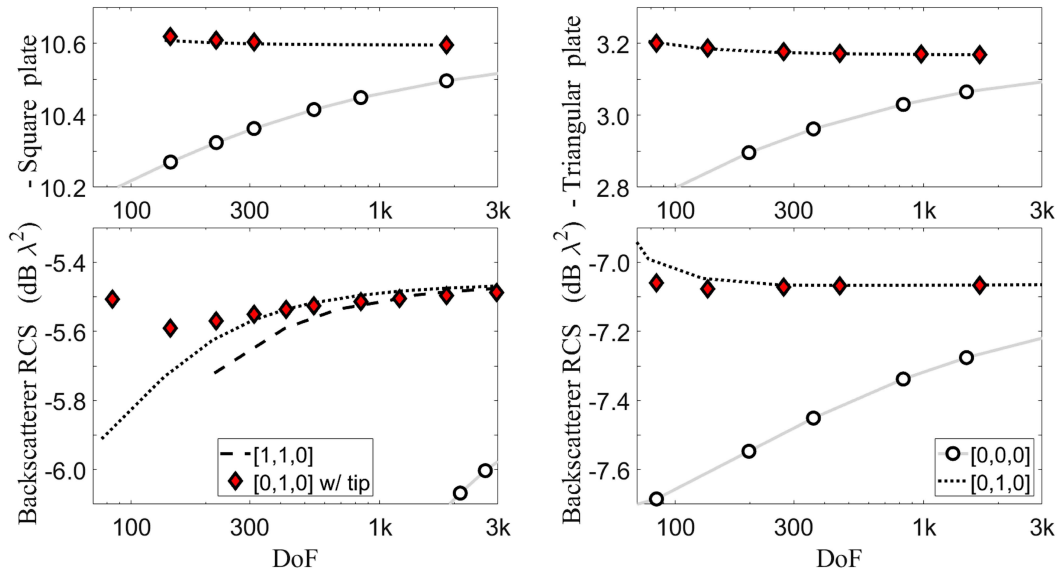 10.6
10.4
10.2
100 300 1k 3k
3.2
3.0
2.8
100 300 1k 3k
Backscatterer RCS (dB λ²) - Square plate
-5.4
-5.6
-5.8
-6.0
[1,1,0]
[0,1,0] w/ tip
100 300 1k 3k
DoF
Backscatterer RCS (dB λ²) - Triangular plate
-7.0
-7.2
-7.4
-7.6
[0,0,0]
[0,1,0]
100 300 1k 3k
DoF